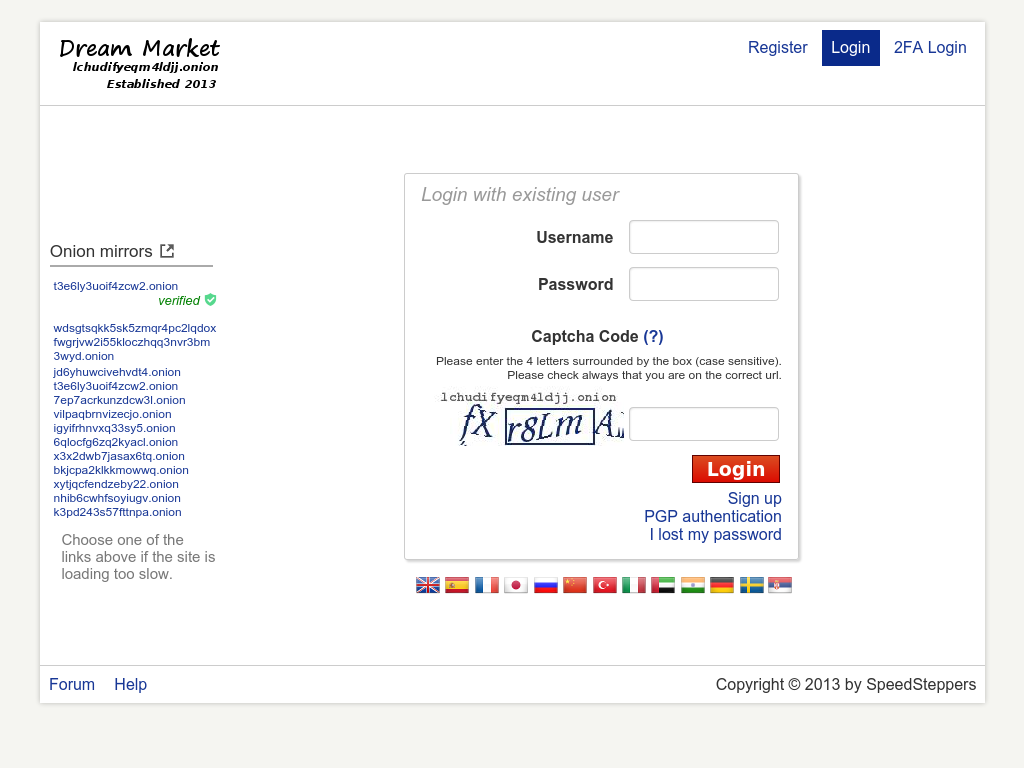 Dream Market
lchudifyeqm4ldjj.onion
Established 2013
Register
Login
2FA Login
Login with existing user
Username
Password
Onion mirrors
t3e6ly3uoif4zcw2.onion
verified
wdsgtsqkk5sk5zmqr4pc2lqdox
fwgrjvw2i55kloczhqq3nvr3bm
3wyd.onion
jd6yhuwcivehvdt4.onion
t3e6ly3uoif4zcw2.onion
7ep7acrkunzdcw3l.onion
vilpaqbrnvizecjo.onion
igyifrhnvxq33sy5.onion
6qlocfg6zq2kyacl.onion
x3x2dwb7jasax6tq.onion
bkjcpa2klkkmowwq.onion
xytjqcfendzeby22.onion
nhib6cwhfsoyiugv.onion
k3pd243s57fttnpa.onion
Choose one of the
links above if the site is
loading too slow.
Captcha Code (?)
Please enter the 4 letters surrounded by the box (case sensitive).
Please check always that you are on the correct url.
lchudifyeqm4ldjj.onion
fX r8Lm
Login
Sign up
PGP authentication
I lost my password
Forum
Help
Copyright © 2013 by SpeedSteppers